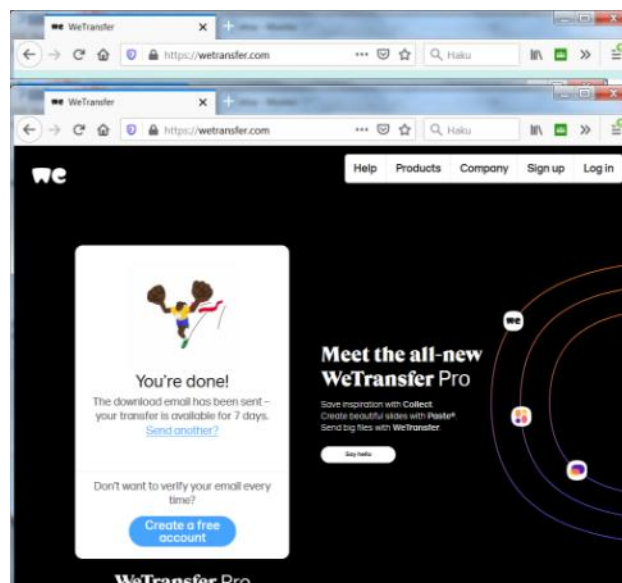 we WeTransfer
https://wetransfer.com
Haku
we WeTransfer
https://wetransfer.com
Haku
we
Help Products Company Sign up Log in
You're done!
The download email has been sent –
your transfer is available for 7 days.
Send another?
Don't want to verify your email every
time?
Create a free
account
we
Meet the all-new
WeTransfer Pro
Save inspiration with Collect.
Create beautiful slides with Paste®.
Send big files with WeTransfer.
Say hello
WeTransfer Pro